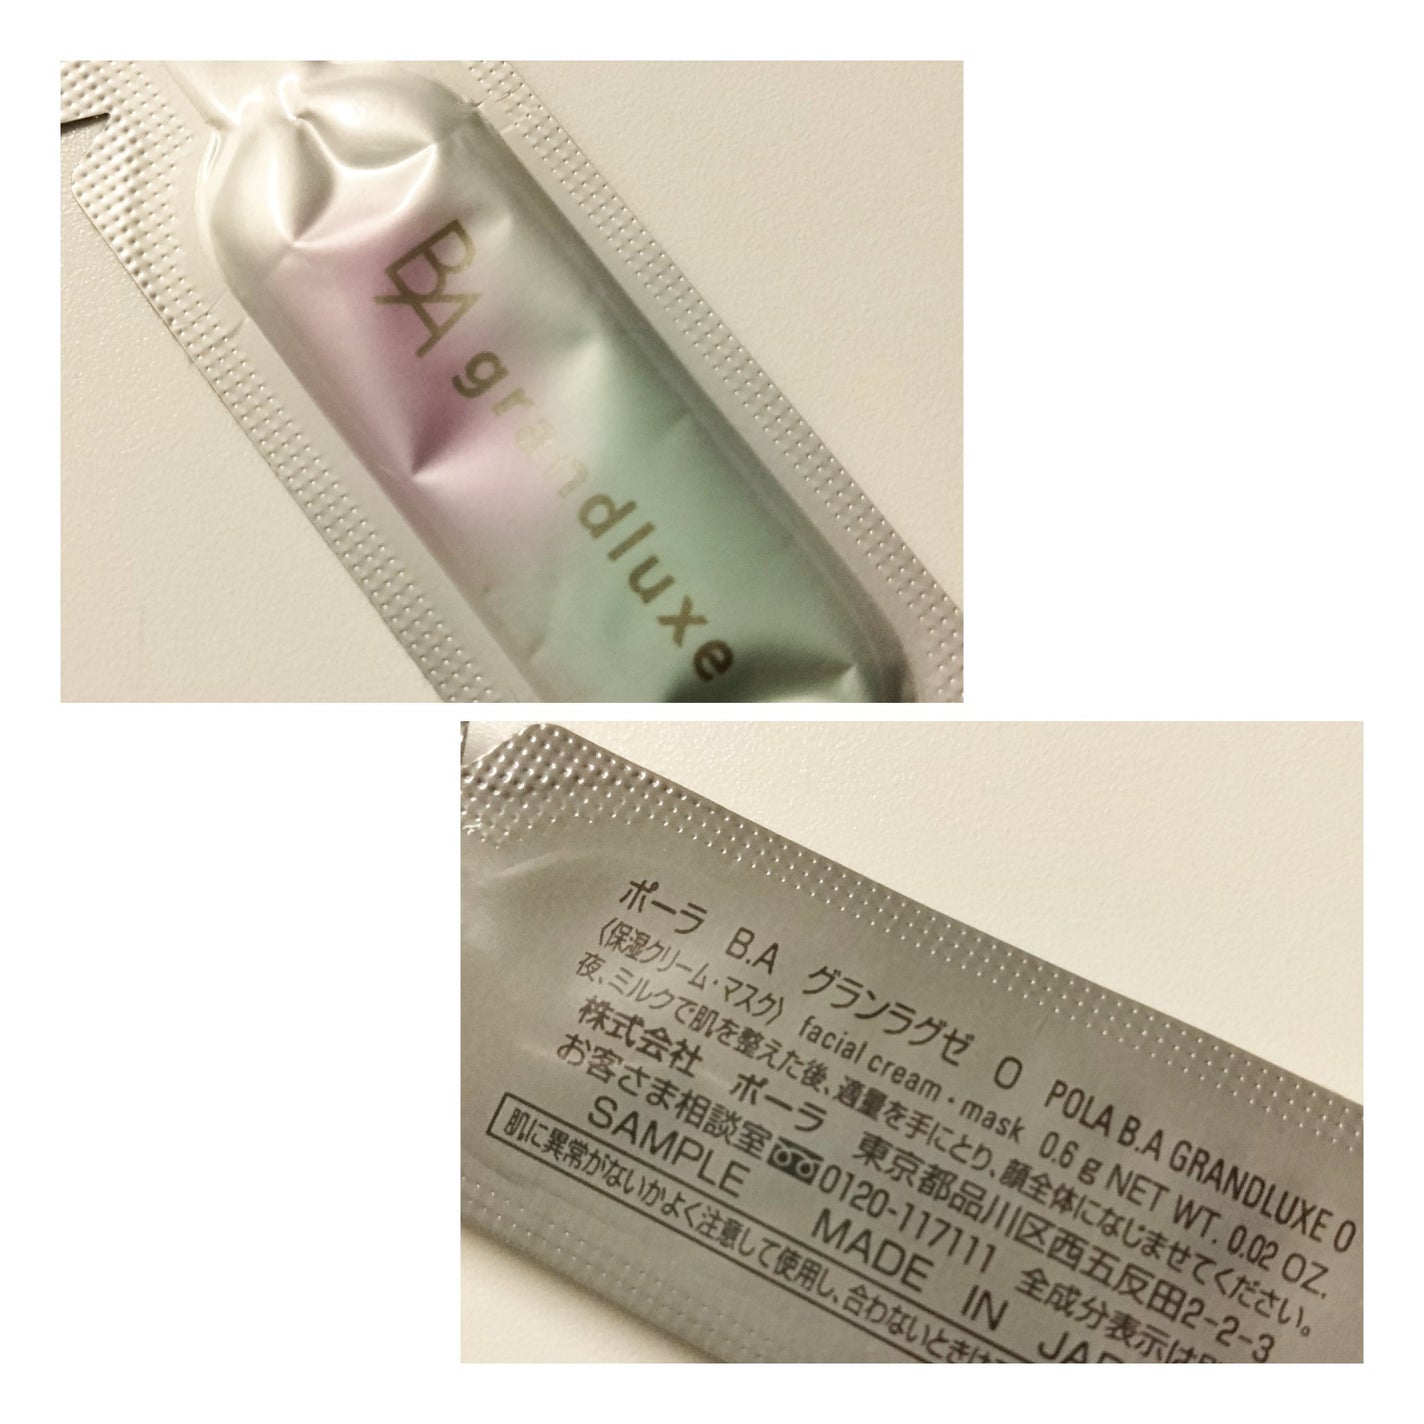 BA grandluxe
ポーラ B.A グランラグゼ O POLA B.A GRANDLUXE O
〈保湿クリーム・マスク〉 facial cream・mask 0.6 g NET WT. 0.02 OZ.
夜、ミルクで肌を整えた後、適量を手にとり、顔全体になじませてください。
株式会社 ポーラ 東京都品川区西五反田2-2-3
お客さま相談室 0120-117111 全成分表示は
SAMPLE MADE IN
肌に異常がないかよく注意して使用し、合わないときは